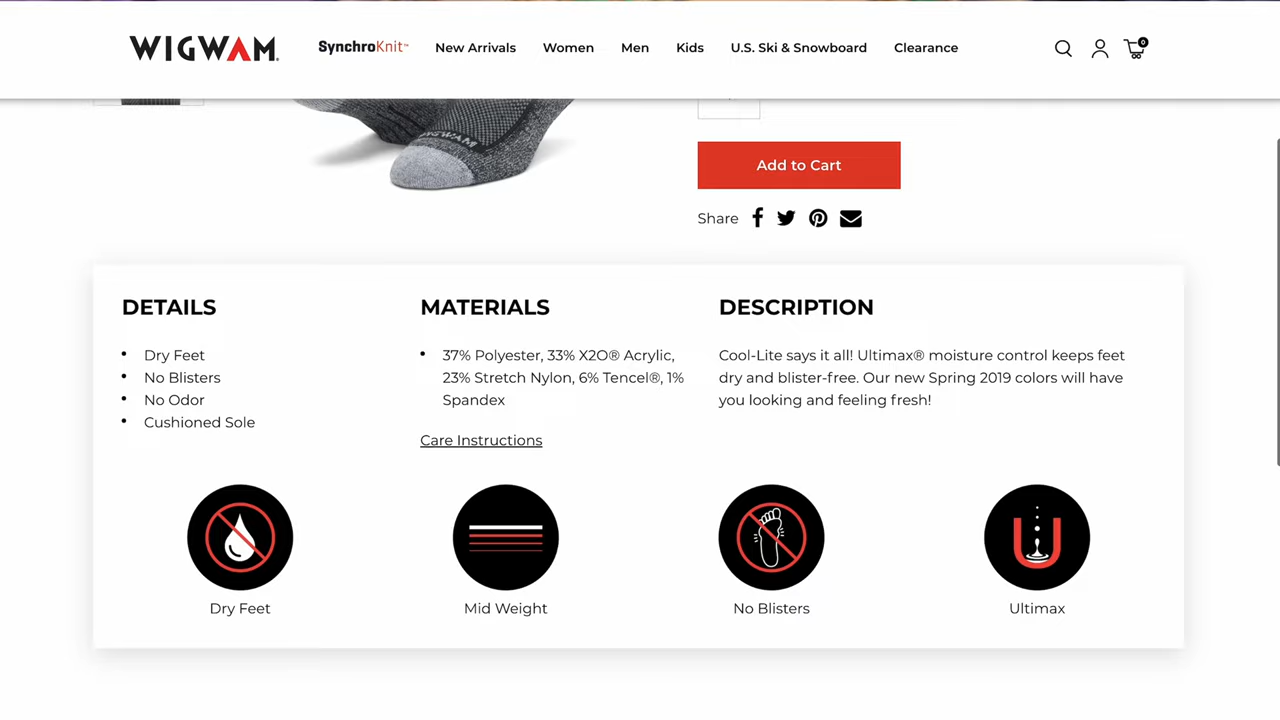 WIGWAM
SynchroKnit™ New Arrivals Women Men Kids U.S. Ski & Snowboard Clearance
0
WIGWAM
Add to Cart
Share
DETAILS
Dry Feet
No Blisters
No Odor
Cushioned Sole
MATERIALS
37% Polyester, 33% X2O® Acrylic,
23% Stretch Nylon, 6% Tencel®, 1%
Spandex
Care Instructions
DESCRIPTION
Cool-Lite says it all! Ultimax® moisture control keeps feet
dry and blister-free. Our new Spring 2019 colors will have
you looking and feeling fresh!
Dry Feet
Mid Weight
No Blisters
U
Ultimax